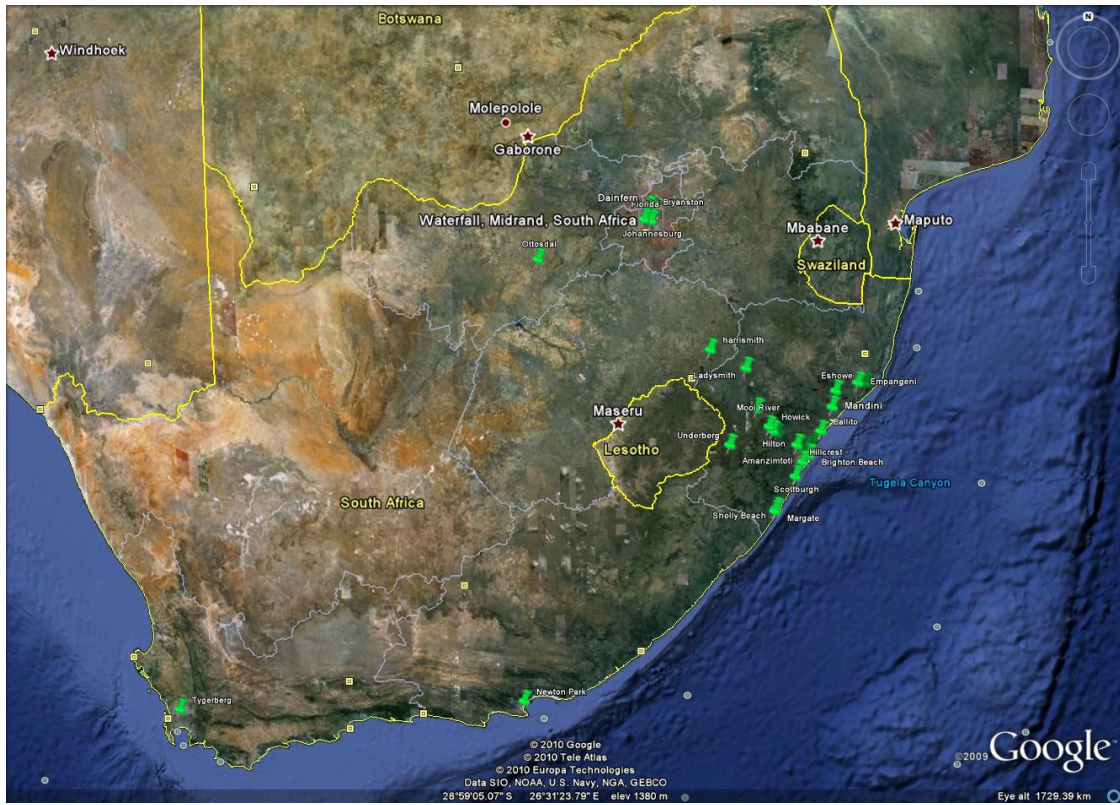 N
Botswana
Windhoek
Molepolole
Gaborone
Dainfern
Florida
Bryanston
Waterfall, Midrand, South Africa
Johannesburg
Maputo
Mbabane
Ottosdal
Swaziland
harrismith
Ladysmith
Eshowe
Empangeni
Mooi River
Mandini
Maseru
Howick
Ballito
Underberg
Hilton
Lesotho
Hillcrest
Amanzimtoti
Brighton Beach
Tugela Canyon
Scottburgh
South Africa
Shelly Beach
Margate
Newton Park
Tygerberg
© 2010 Google
© 2010 Tele Atlas
© 2010 Europa Technologies
Data SIO, NOAA, U.S. Navy, NGA, GEBCO
©2009 Google
28°59'05.07" S 26°31'23.79" E elev 1380 m
Eye alt 1729.39 km